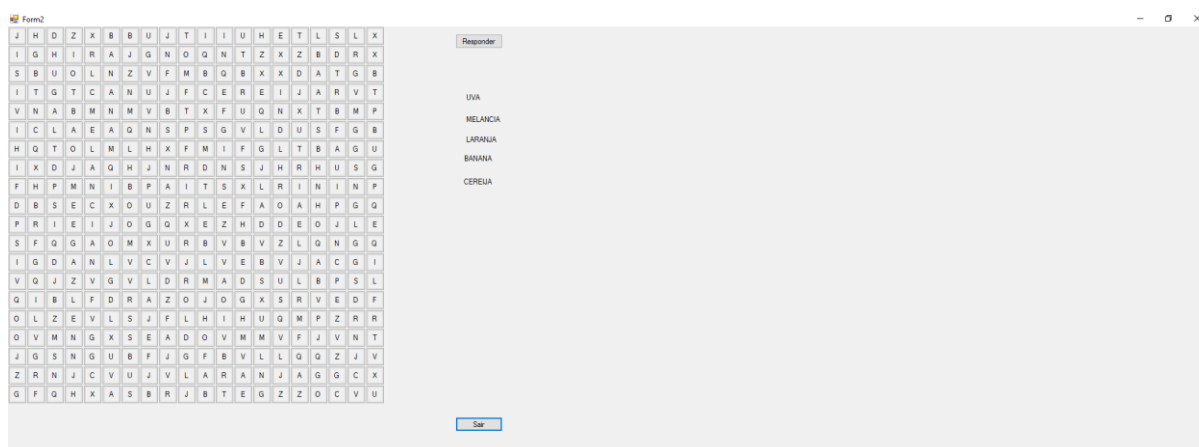 Form2
J H D Z X B B U J T I I U H E T L S L X
I G H I R A J G N O Q N T Z X Z B D R X
S B U O L N Z V F M B Q B X X D A T G B
I T G T C A N U J F C E R E I J A R V T
V N A B M N M V B T X F U Q N X T B M P
I C L A E A Q N S P S G V L D U S F G B
H Q T O L M L H X F M I F G L T B A G U
I X D J A Q H J N R D N S J H R H U S G
F H P M N I B P A I T S X L R I N I N P
D B S E C X O U Z R L E F A O A H P G Q
P R I E I J O G Q X E Z H D D E O J L E
S F Q G A O M X U R B V B V Z L Q N G Q
I G D A N L V C V J L V E B V J A C G I
V Q J Z V G V L D R M A D S U L B P S L
Q I B L F D R A Z O J O G X S R V E D F
O L Z E V L S J F L H I H U Q M P Z R R
O V M N G X S E A D O V M M V F J V N T
J G S N G U B F J G F B V L L Q Q Z J V
Z R N J C V U J V L A R A N J A G G C X
G F Q H X A S B R J B T E G Z Z O C V U
Responder
UVA
MELANCIA
LARANJA
BANANA
CEREIJA
Sair